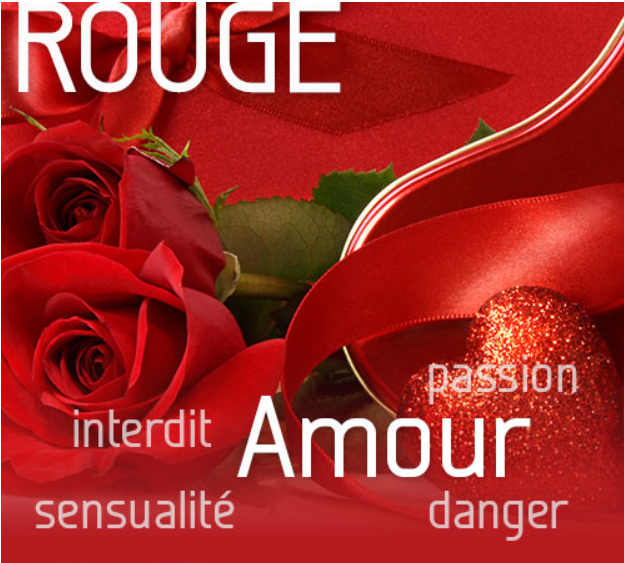 ROUGE
passion
interdit
Amour
sensualité
danger